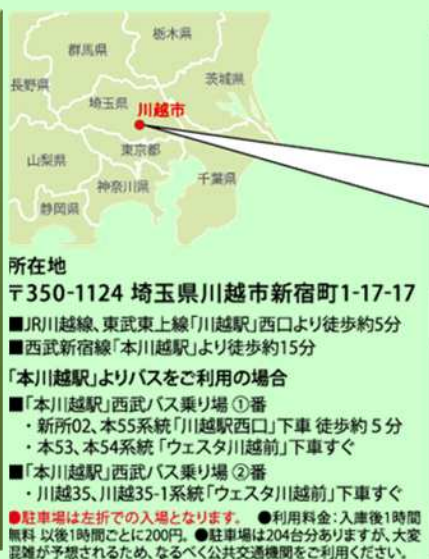 栃木県
群馬県
茨城県
長野県
埼玉県
川越市
東京都
山梨県
千葉県
神奈川県
静岡県
所在地
〒350-1124 埼玉県川越市新宿町1-17-17
■JR川越線、東武東上線「川越駅」西口より徒歩約5分
■西武新宿線「本川越駅」より徒歩約15分
「本川越駅」よりバスをご利用の場合
■「本川越駅」西武バス乗り場 ①番
・新所02、本55系統「川越駅西口」下車 徒歩約 5 分
・本53、本54系統 「ウェスタ川越前」下車すぐ
■「本川越駅」西武バス乗り場 ②番
・川越35、川越35-1系統「ウェスタ川越前」下車すぐ
●駐車場は左折での入場となります。 ●利用料金：入庫後1時間
無料 以後1時間ごとに200円。 ●駐車場は204台分ありますが、大変
混雑が予想されるため、なるべく公共交通機関をご利用ください。